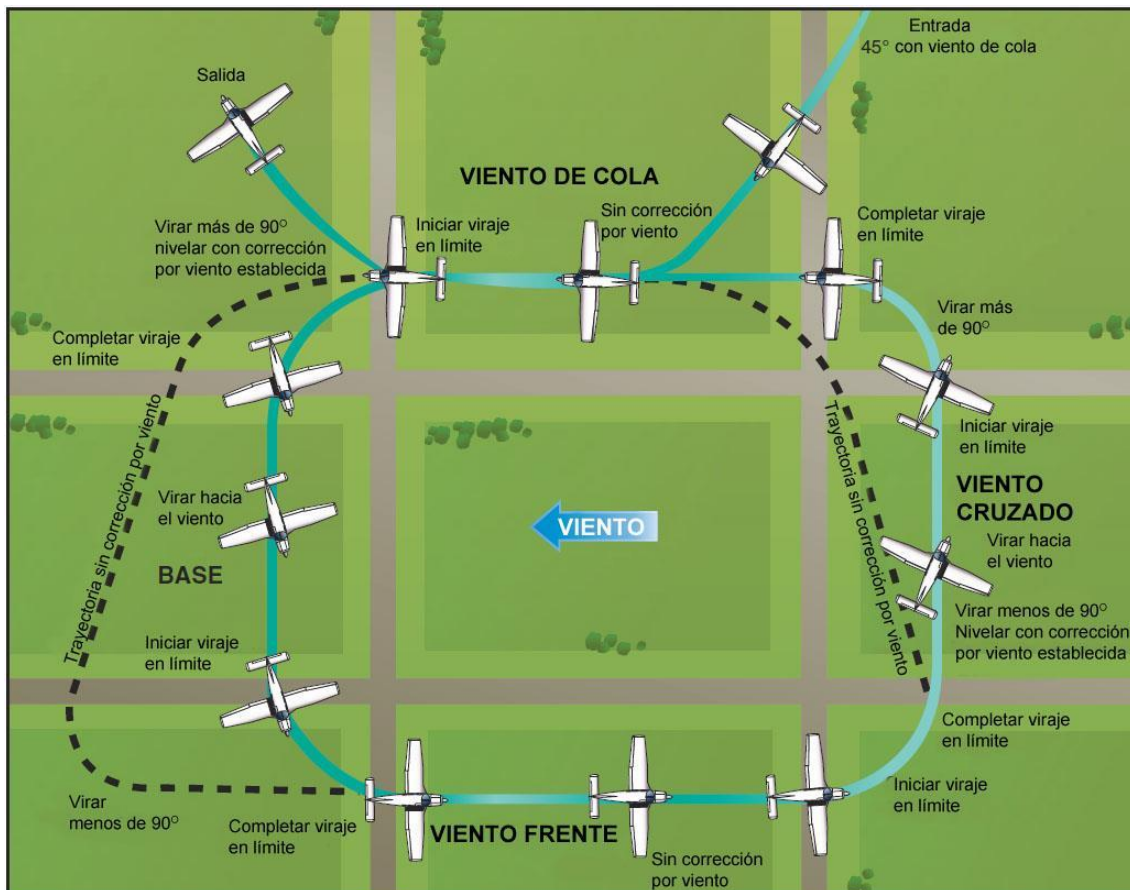 Entrada
45° con viento de cola
Salida
VIENTO DE COLA
Virar más de 90°
nivelar con corrección
por viento establecida
Iniciar viraje
en límite
Sin corrección
por viento
Completar viraje
en límite
Virar más
de 90°
Completar viraje
en límite
Trayectoria sin corrección por viento
Trayectoria sin corrección por viento
Iniciar viraje
en límite
VIENTO
CRUZADO
Virar hacia
el viento
VIENTO
Virar hacia
el viento
BASE
Virar menos de 90°
Nivelar con corrección
por viento establecida
Iniciar viraje
en límite
Completar viraje
en límite
Iniciar viraje
en límite
Virar
menos de 90°
Completar viraje
en límite
VIENTO FRENTE
Sin corrección
por viento